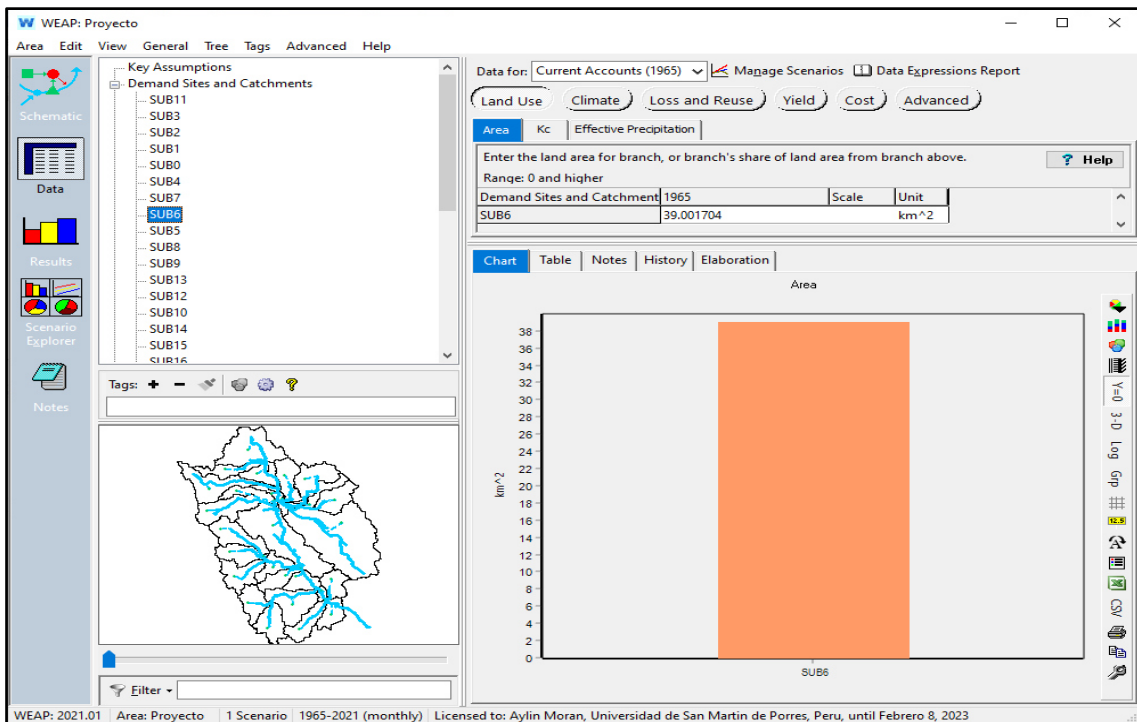 WEAP: Proyecto
Area Edit View General Tree Tags Advanced Help
Schematic
Data
Results
Scenario
Explorer
Notes
Key Assumptions
Demand Sites and Catchments
SUB11
SUB3
SUB2
SUB1
SUB0
SUB4
SUB7
SUB6
SUB5
SUB8
SUB9
SUB13
SUB12
SUB10
SUB14
SUB15
SUB16
Tags:
Filter
Data for: Current Accounts (1965) Manage Scenarios Data Expressions Report
Land Use Climate Loss and Reuse Yield Cost Advanced
Area Kc Effective Precipitation
Enter the land area for branch, or branch's share of land area from branch above.
? Help
Range: 0 and higher
Demand Sites and Catchment 1965 Scale Unit
SUB6 39.001704 km^2
Chart Table Notes History Elaboration
Area
38
36
34
32
30
28
26
24
22
20
18
16
14
12
10
8
6
4
2
0
km^2
SUB6
Y=0
3-D
Log
Grp
12.5
CSV
WEAP: 2021.01 Area: Proyecto 1 Scenario 1965-2021 (monthly) Licensed to: Aylin Moran, Universidad de San Martin de Porres, Peru, until Febrero 8, 2023